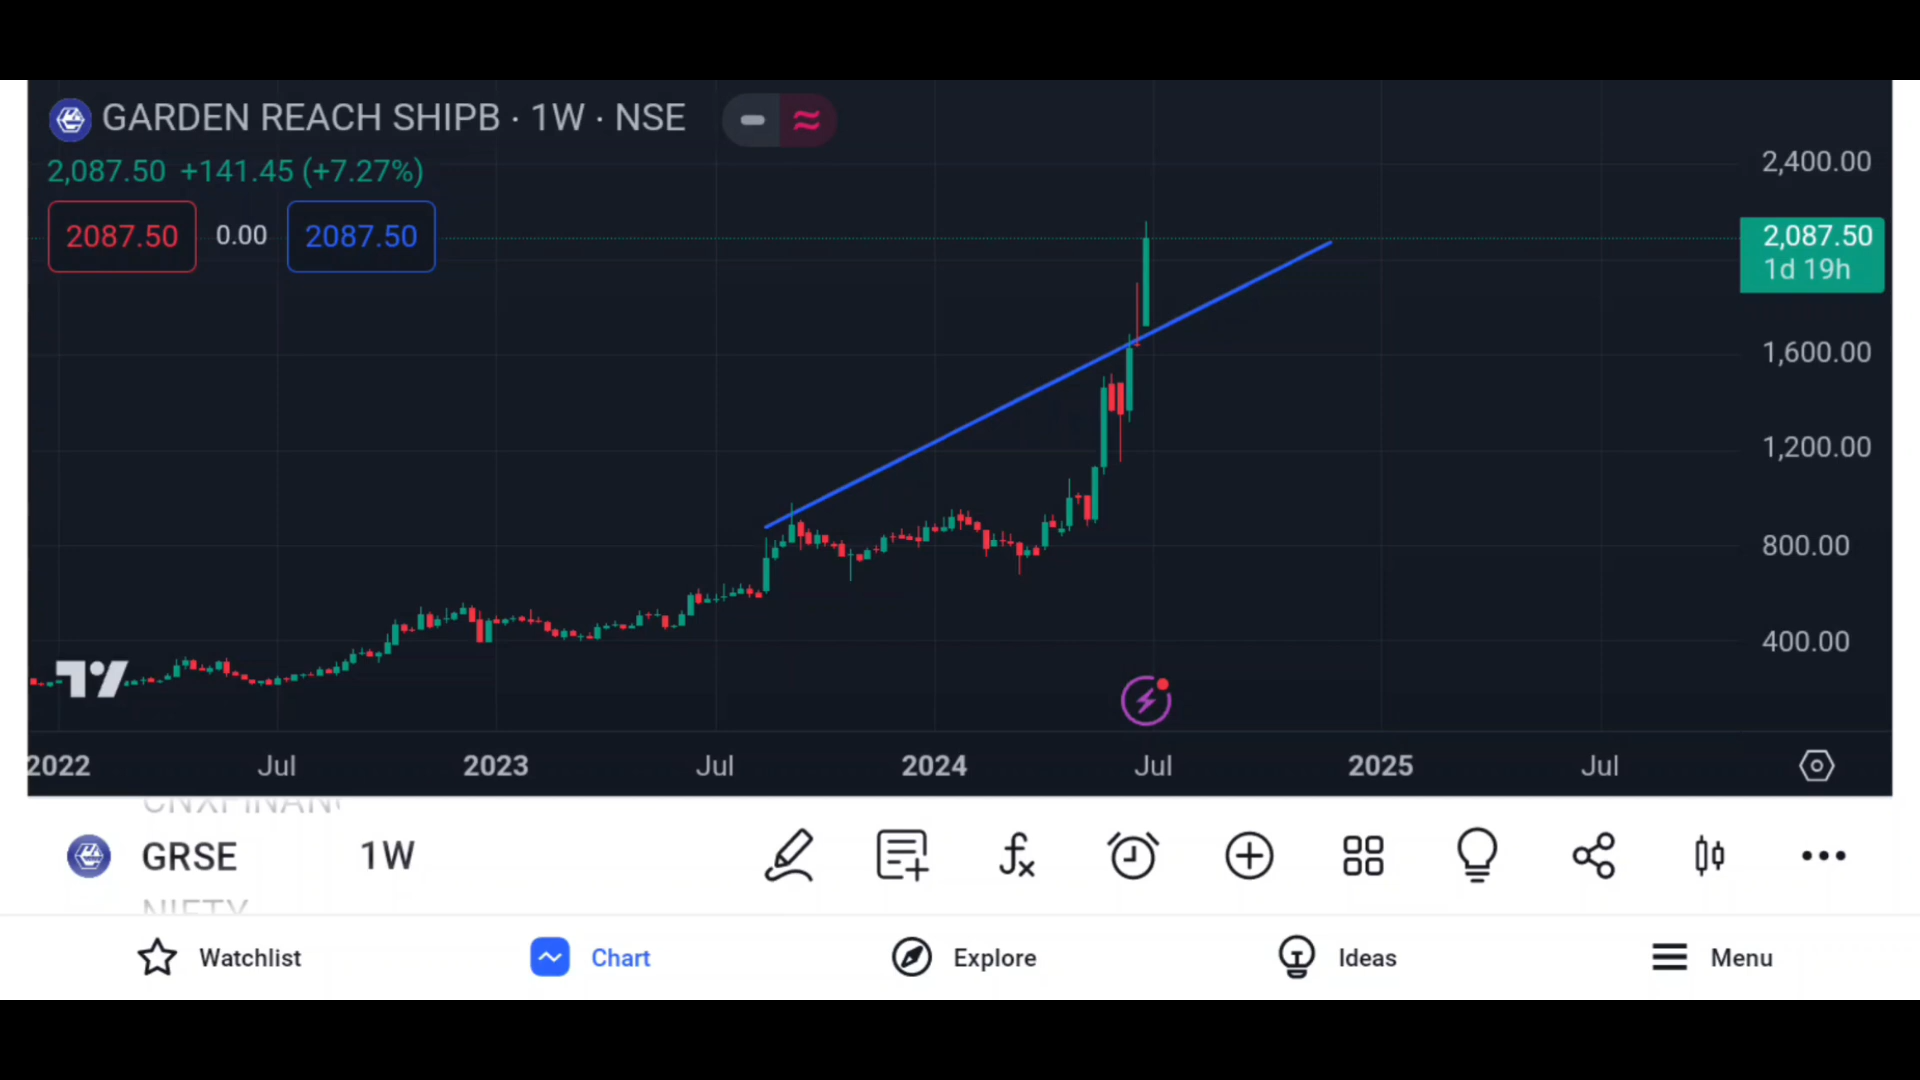 GARDEN REACH SHIPB · 1W · NSE
2,087.50 +141.45 (+7.27%)
2087.50 0.00 2087.50
2,400.00
2,087.50
1d 19h
1,600.00
1,200.00
800.00
400.00
2022 Jul 2023 Jul 2024 Jul 2025 Jul
GRSE 1W
NIFTY
Watchlist Chart Explore Ideas Menu